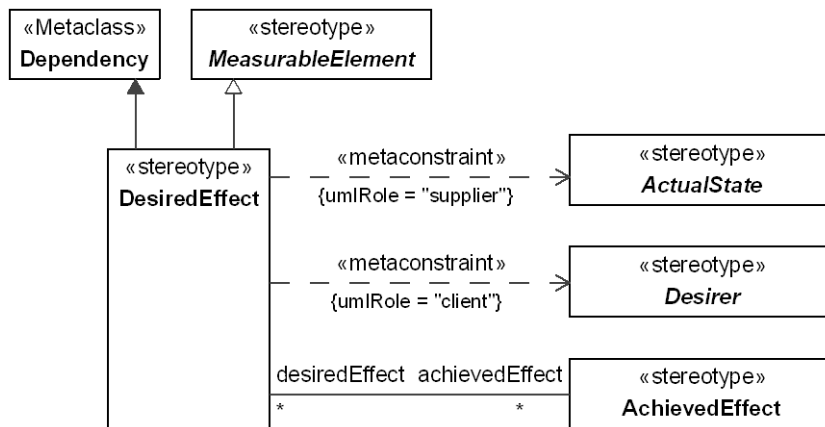 «Metaclass»
Dependency
«stereotype»
MeasurableElement
«stereotype»
DesiredEffect
«metaconstraint»
{umlRole = "supplier"}
«stereotype»
ActualState
«metaconstraint»
{umlRole = "client"}
«stereotype»
Desirer
desiredEffect achievedEffect
* *
«stereotype»
AchievedEffect